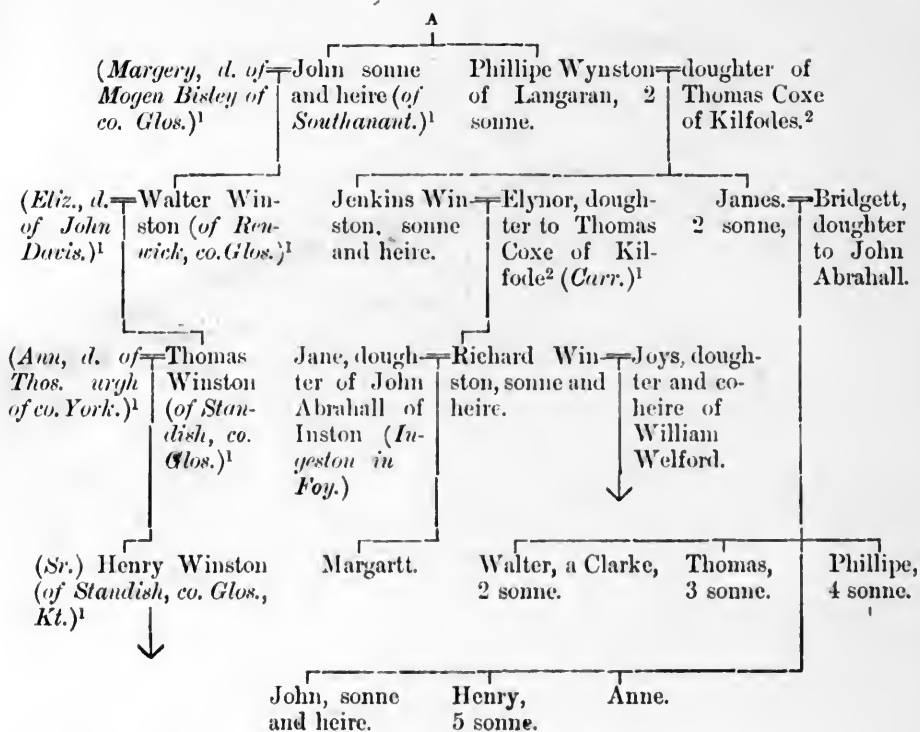 A
(Margery, d. of
Mogen Bisley of
co. Glos.)¹
John sonne
and heire (of
Southanant.)¹
Phillipe Wynston
of Langaran, 2
sonne.
doughter of
Thomas Coxe
of Kilfodes.²
(Eliz., d.
of John
Davis.)¹
Walter Win-
ston (of Ren-
wick, co. Glos.)¹
Jenkins Win-
ston, sonne
and heire.
Elynor, dough-
ter to Thomas
Coxe of Kil-
fode² (Carr.)¹
James.
2 sonne,
Bridgett,
doughter
to John
Abrahall.
(Ann, d. of
Thos. urgh
of co. York.)¹
Thomas
Winston
(of Stan-
dish, co.
Glos.)¹
Jane, dough-
ter of John
Abrahall of
Inston (In-
geston in
Foy.)
Richard Win-
ston, sonne and
heire.
Joys, dough-
ter and co-
heire of
William
Welford.
(Sr.) Henry Winston
(of Standish, co. Glos.,
Kt.)¹
Margartt.
Walter, a Clarke,
2 sonne.
Thomas,
3 sonne.
Phillipe,
4 sonne.
John, sonne
and heire.
Henry,
5 sonne.
Anne.